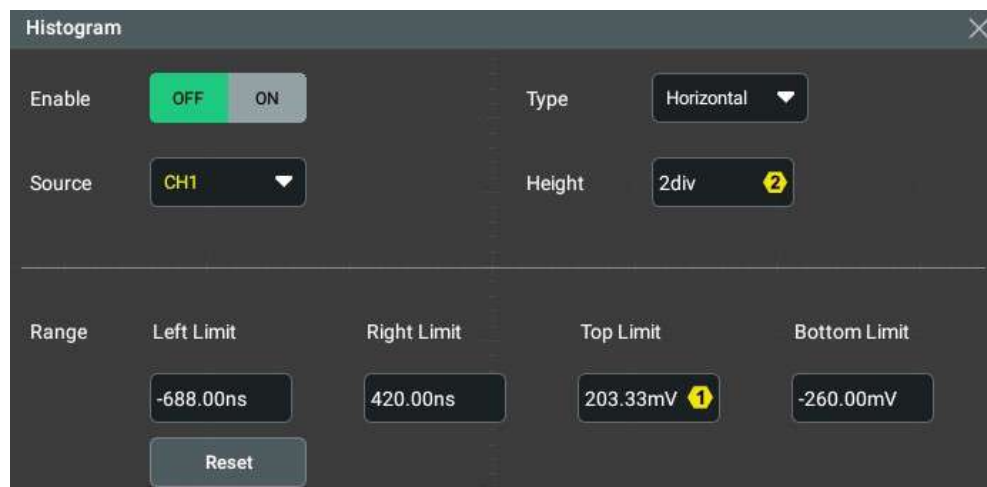 Histogram
Enable OFF ON Type Horizontal
Source CH1 Height 2div 2
Range Left Limit Right Limit Top Limit Bottom Limit
-688.00ns 420.00ns 203.33mV 1 -260.00mV
Reset